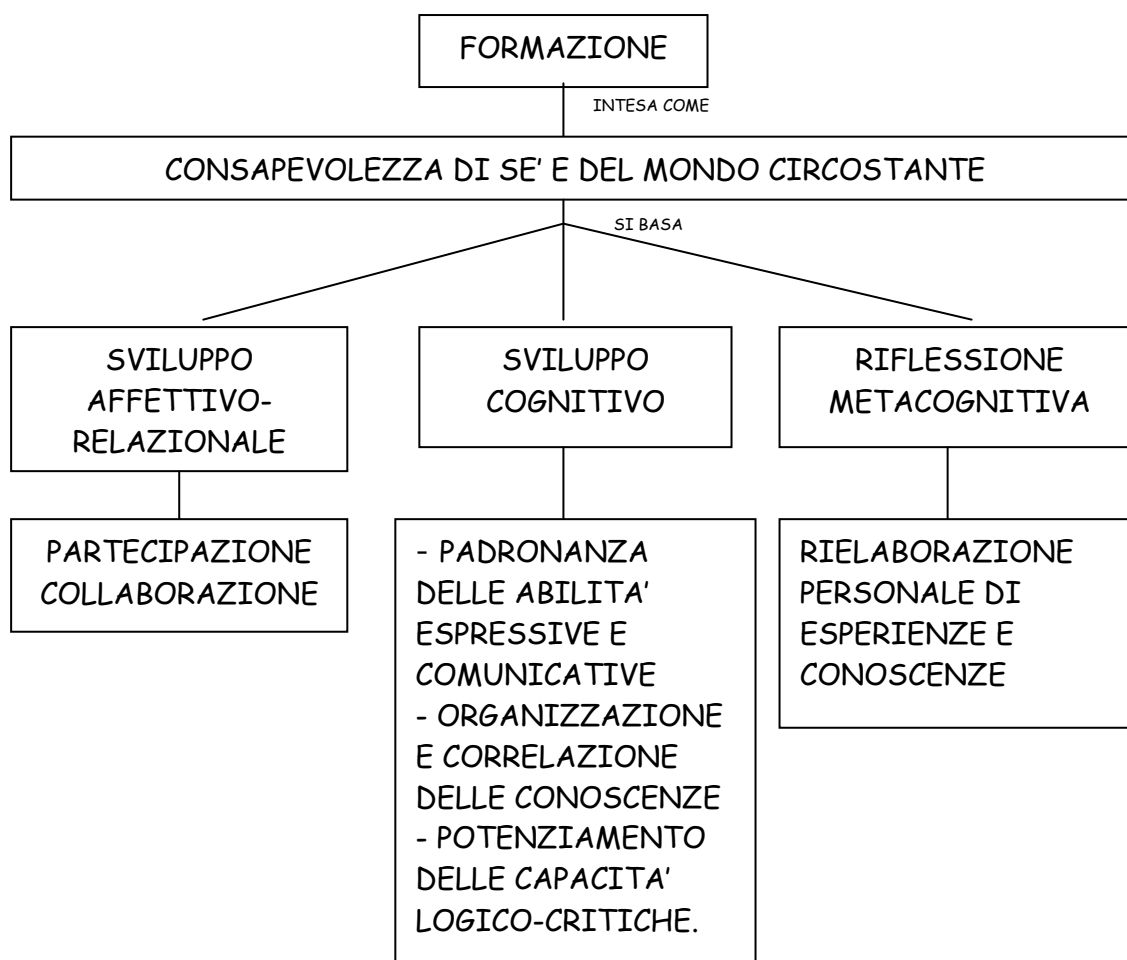 FORMAZIONE
INTESA COME
CONSAPEVOLEZZA DI SE' E DEL MONDO CIRCOSTANTE
SI BASA
SVILUPPO
AFFETTIVO-
RELAZIONALE
SVILUPPO
COGNITIVO
RIFLESSIONE
METACOGNITIVA
PARTECIPAZIONE
COLLABORAZIONE
- PADRONANZA
DELLE ABILITA'
ESPRESSIVE E
COMUNICATIVE
- ORGANIZZAZIONE
E CORRELAZIONE
DELLE CONOSCENZE
- POTENZIAMENTO
DELLE CAPACITA'
LOGICO-CRITICHE.
RIELABORAZIONE
PERSONALE DI
ESPERIENZE E
CONOSCENZE